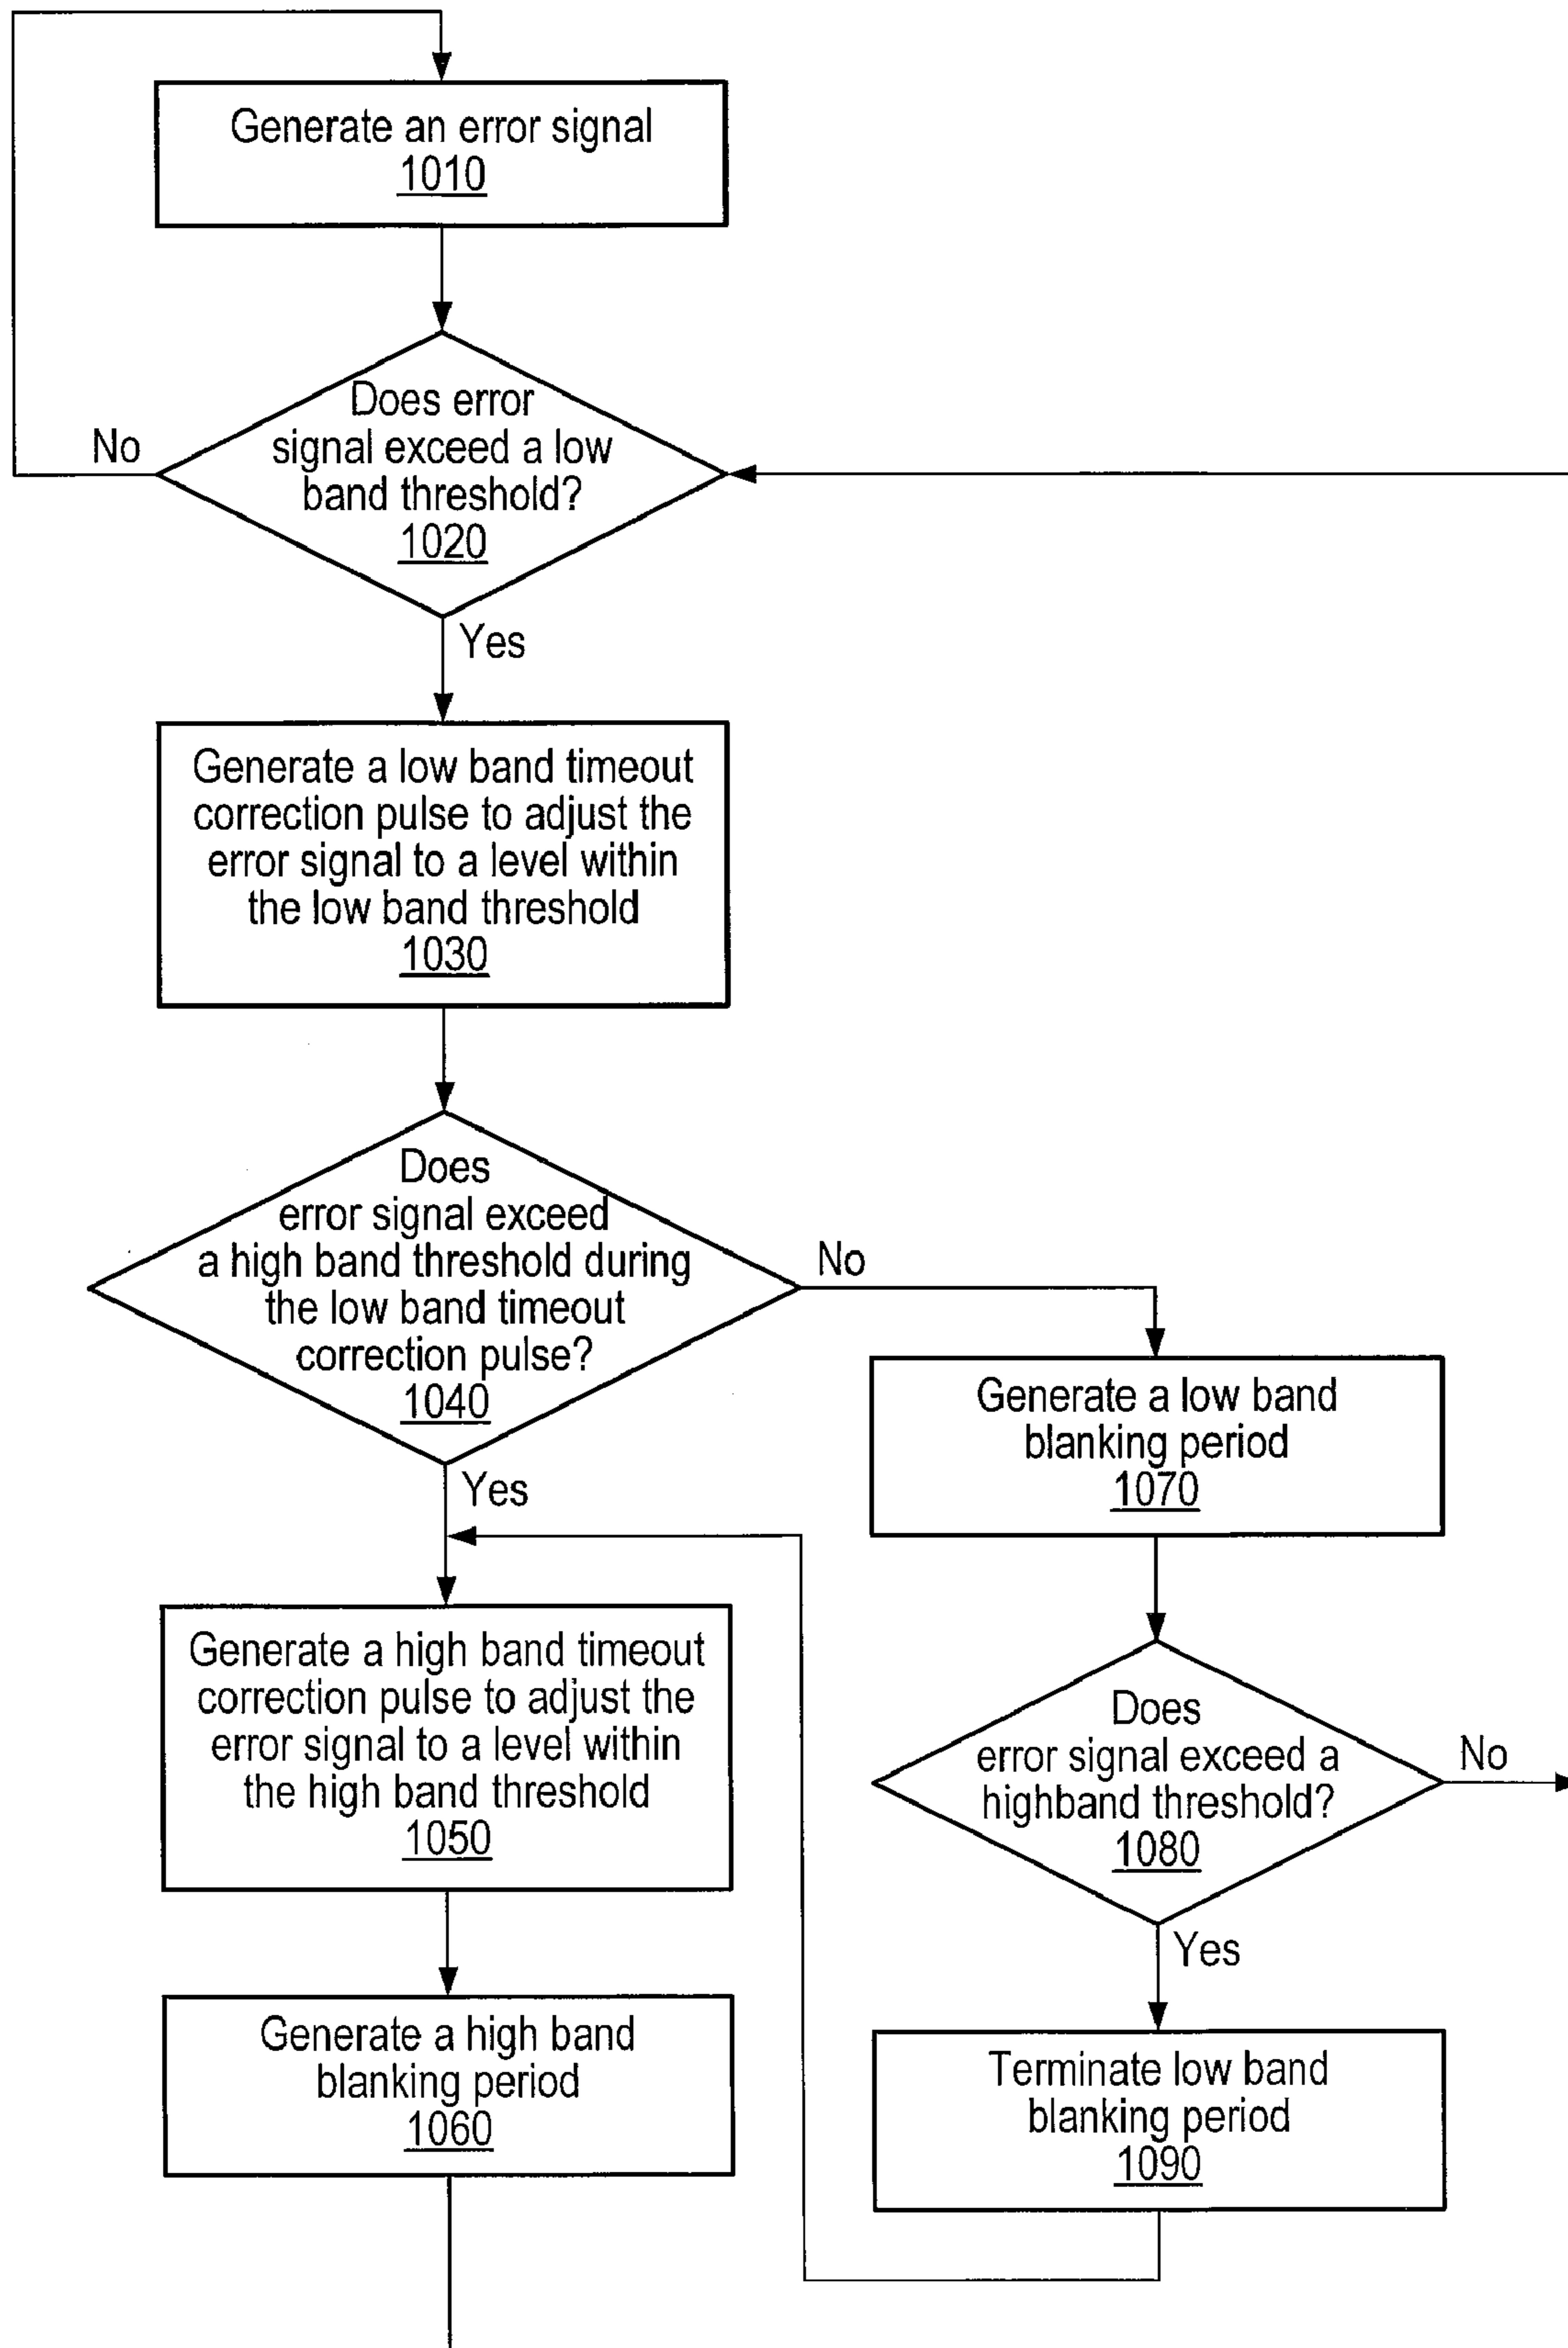 Generate an error signal
1010
Does error
signal exceed a low
band threshold?
1020
No
Yes
Generate a low band timeout
correction pulse to adjust the
error signal to a level within
the low band threshold
1030
Does
error signal exceed
a high band threshold during
the low band timeout
correction pulse?
1040
No
Yes
Generate a low band
blanking period
1070
Generate a high band timeout
correction pulse to adjust the
error signal to a level within
the high band threshold
1050
Does
error signal exceed a
highband threshold?
1080
No
Yes
Generate a high band
blanking period
1060
Terminate low band
blanking period
1090